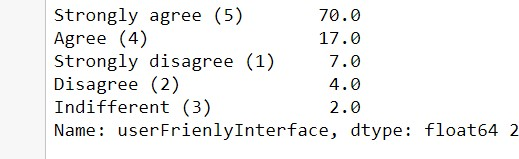 Strongly agree (5) 70.0
Agree (4) 17.0
Strongly disagree (1) 7.0
Disagree (2) 4.0
Indifferent (3) 2.0
Name: userFrienlyInterface, dtype: float64 2